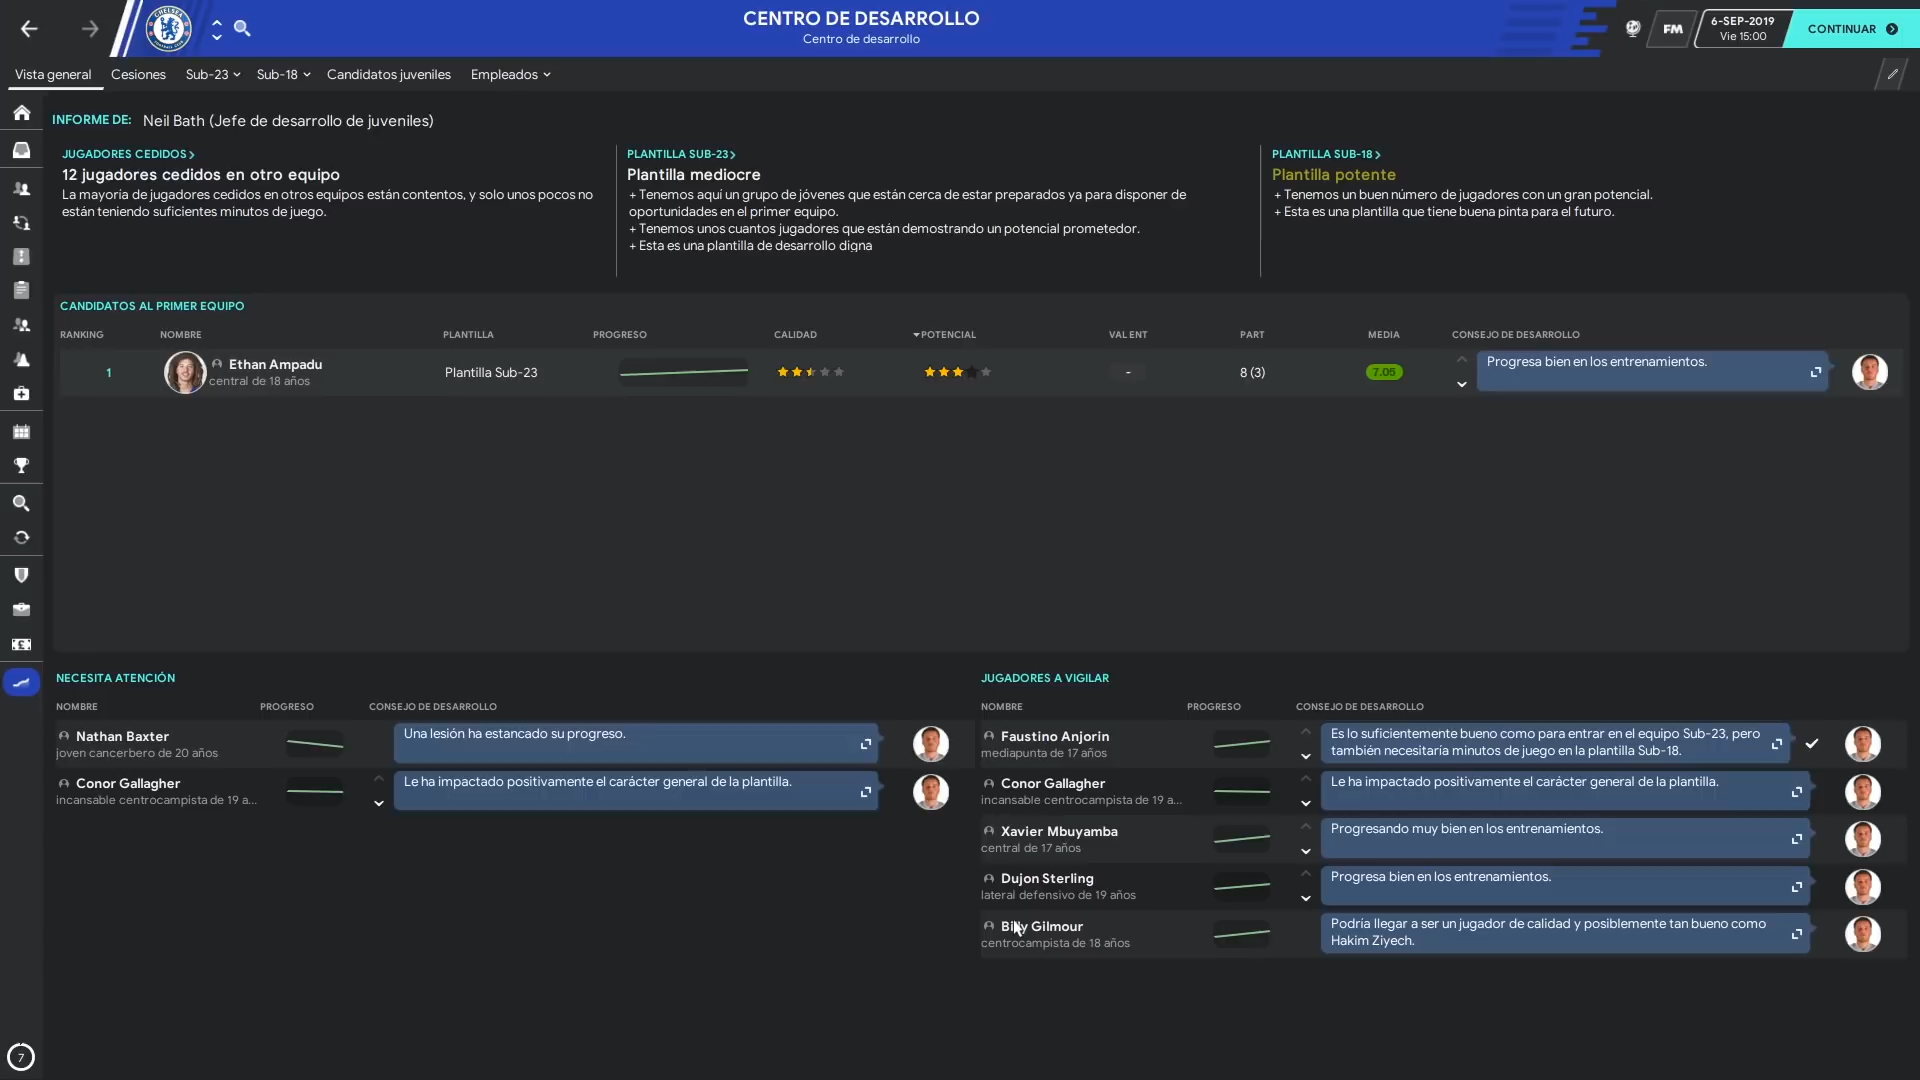 CENTRO DE DESARROLLO
Centro de desarrollo
FM
6-SEP-2019
Vie 15:00
CONTINUAR
Vista general
Cesiones
Sub-23
Sub-18
Candidatos juveniles
Empleados
INFORME DE: Neil Bath (Jefe de desarrollo de juveniles)
JUGADORES CEDIDOS
12 jugadores cedidos en otro equipo
La mayoría de jugadores cedidos en otros equipos están contentos, y solo unos pocos no
están teniendo suficientes minutos de juego.
PLANTILLA SUB-23
Plantilla mediocre
+ Tenemos aquí un grupo de jóvenes que están cerca de estar preparados ya para disponer de
oportunidades en el primer equipo.
+ Tenemos unos cuantos jugadores que están demostrando un potencial prometedor.
+ Esta es una plantilla de desarrollo digna
PLANTILLA SUB-18
Plantilla potente
+ Tenemos un buen número de jugadores con un gran potencial.
+ Esta es una plantilla que tiene buena pinta para el futuro.
CANDIDATOS AL PRIMER EQUIPO
RANKING NOMBRE PLANTILLA PROGRESO CALIDAD POTENCIAL VAL ENT PART MEDIA CONSEJO DE DESARROLLO
1 Ethan Ampadu Plantilla Sub-23 - 8 (3) 7.05 Progresa bien en los entrenamientos.
central de 18 años
NECESITA ATENCIÓN
NOMBRE PROGRESO CONSEJO DE DESARROLLO
Nathan Baxter Una lesión ha estancado su progreso.
joven cancerbero de 20 años
Conor Gallagher Le ha impactado positivamente el carácter general de la plantilla.
incansable centrocampista de 19 a...
JUGADORES A VIGILAR
NOMBRE PROGRESO CONSEJO DE DESARROLLO
Faustino Anjorin Es lo suficientemente bueno como para entrar en el equipo Sub-23, pero
mediapunta de 17 años también necesitaría minutos de juego en la plantilla Sub-18.
Conor Gallagher Le ha impactado positivamente el carácter general de la plantilla.
incansable centrocampista de 19 a...
Xavier Mbuyamba Progresando muy bien en los entrenamientos.
central de 17 años
Dujon Sterling Progresa bien en los entrenamientos.
lateral defensivo de 19 años
Billy Gilmour Podría llegar a ser un jugador de calidad y posiblemente tan bueno como
centrocampista de 18 años Hakim Ziyech.
7